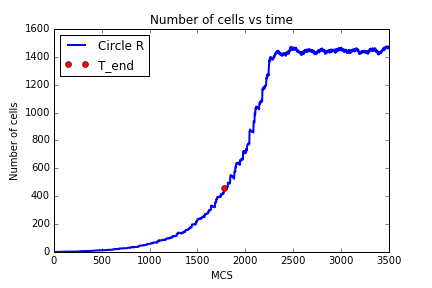 Number of cells vs time
Number of cells
1600
1400
1200
1000
800
600
400
200
0
Circle R
T_end
0 500 1000 1500 2000 2500 3000 3500
MCS